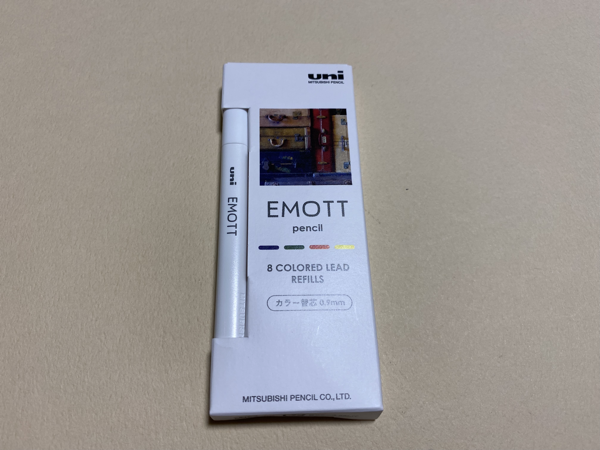 uni
MITSUBISHI PENCIL
uni EMOTT
EMOTT
pencil
8 COLORED LEAD
REFILLS
カラー替芯 0.9mm
MITSUBISHI PENCIL CO., LTD.